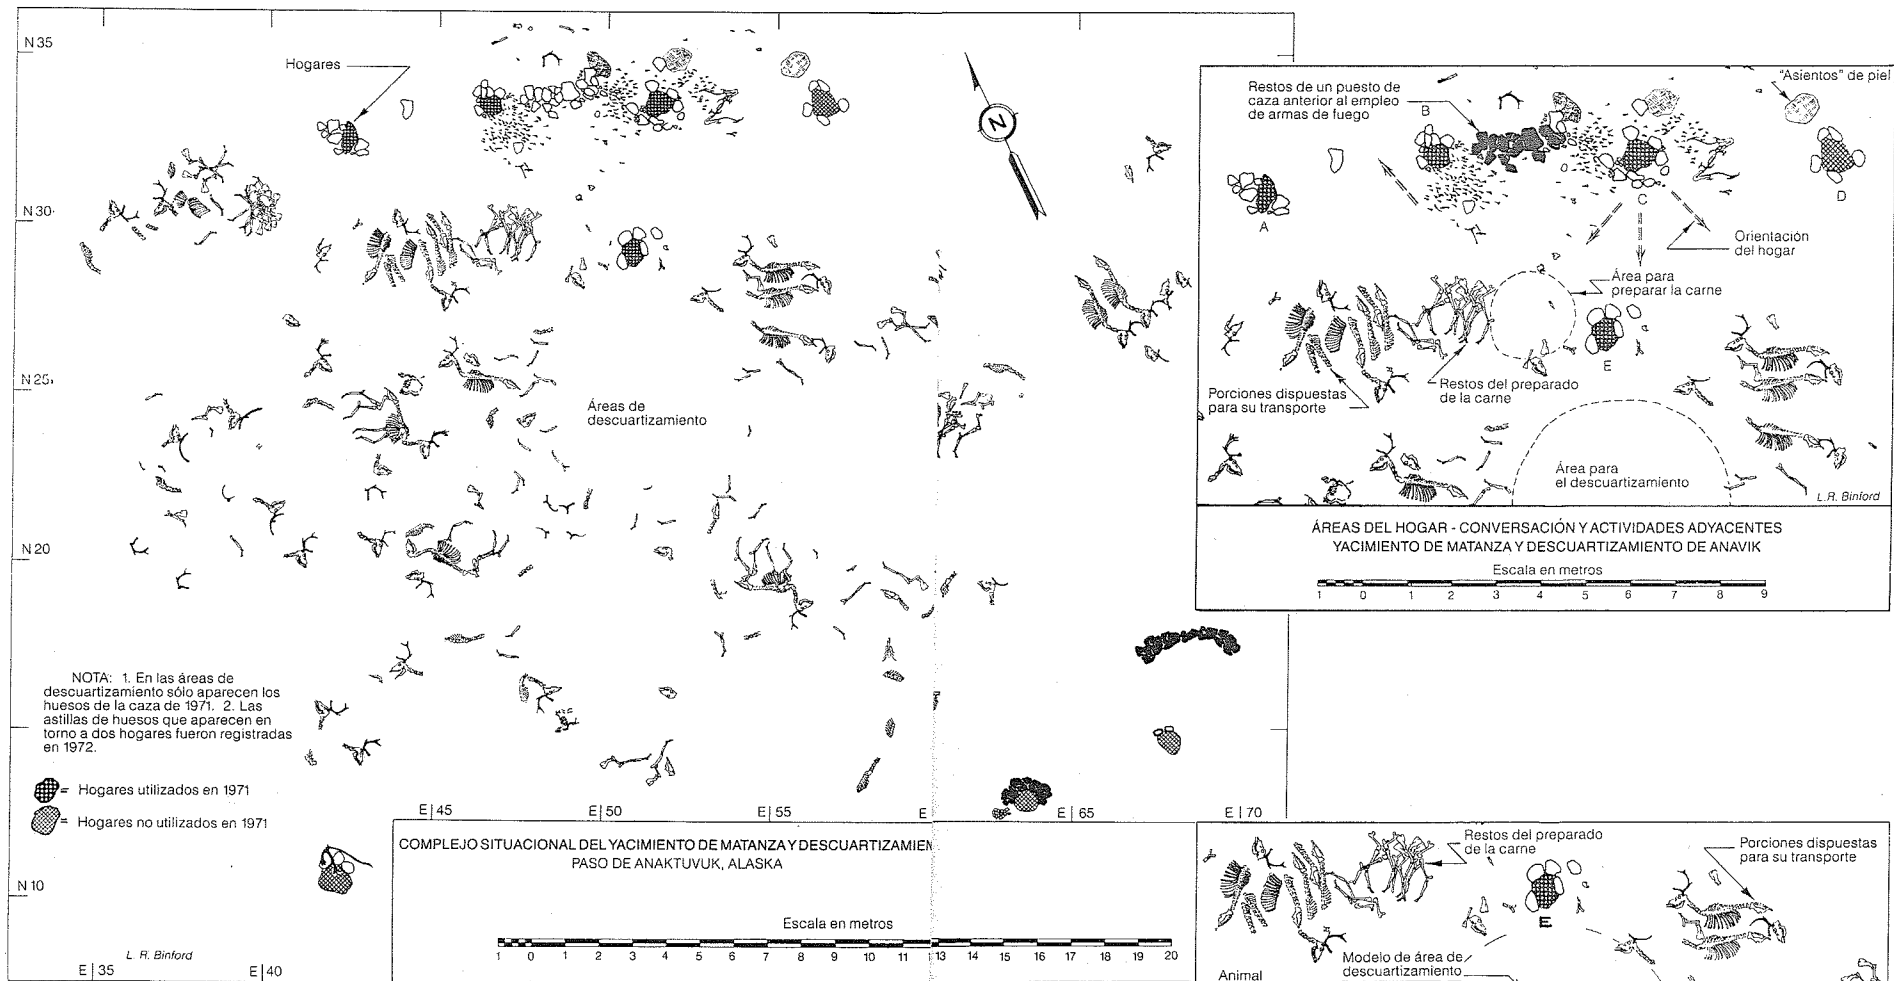 N 35
Hogares
N 30
N 25
Áreas de
descuartizamiento
N 20
NOTA: 1. En las áreas de
descuartizamiento sólo aparecen los
huesos de la caza de 1971. 2. Las
astillas de huesos que aparecen en
torno a dos hogares fueron registradas
en 1972.
= Hogares utilizados en 1971
= Hogares no utilizados en 1971
N 10
L. R. Binford
E 35
E 40
E 45
E 50
E 55
E
E 65
E 70
N
COMPLEJO SITUACIONAL DEL YACIMIENTO DE MATANZA Y DESCUARTIZAMIEN
PASO DE ANAKTUVUK, ALASKA
Escala en metros
1 0 1 2 3 4 5 6 7 8 9 10 11 13 14 15 16 17 18 19 20
"Asientos" de piel
Restos de un puesto de
caza anterior al empleo
de armas de fuego
B
A
C
D
Orientación
del hogar
Área para
preparar la carne
E
Restos del preparado
de la carne
Porciones dispuestas
para su transporte
Área para
el descuartizamiento
L.R. Binford
ÁREAS DEL HOGAR - CONVERSACIÓN Y ACTIVIDADES ADYACENTES
YACIMIENTO DE MATANZA Y DESCUARTIZAMIENTO DE ANAVIK
Escala en metros
1 0 1 2 3 4 5 6 7 8 9
Restos del preparado
de la carne
Porciones dispuestas
para su transporte
E
Modelo de área de
descuartizamiento
Animal